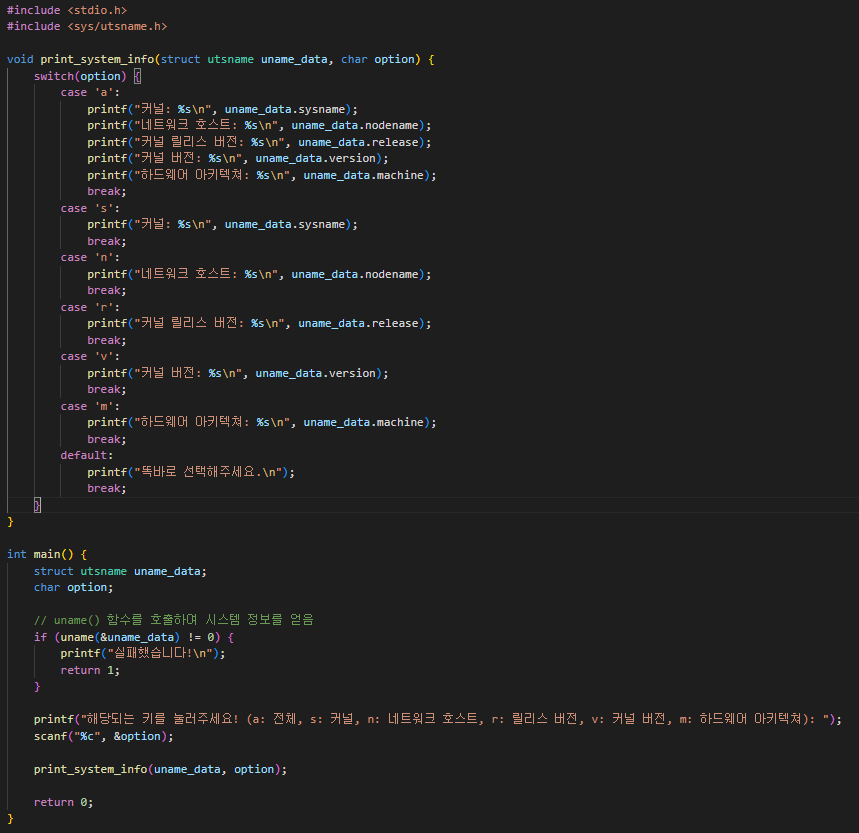 #include <stdio.h>
#include <sys/utsname.h>

void print_system_info(struct utsname uname_data, char option) {
    switch(option) {
        case 'a':
            printf("커널: %s\n", uname_data.sysname);
            printf("네트워크 호스트: %s\n", uname_data.nodename);
            printf("커널 릴리스 버전: %s\n", uname_data.release);
            printf("커널 버전: %s\n", uname_data.version);
            printf("하드웨어 아키텍쳐: %s\n", uname_data.machine);
            break;
        case 's':
            printf("커널: %s\n", uname_data.sysname);
            break;
        case 'n':
            printf("네트워크 호스트: %s\n", uname_data.nodename);
            break;
        case 'r':
            printf("커널 릴리스 버전: %s\n", uname_data.release);
            break;
        case 'v':
            printf("커널 버전: %s\n", uname_data.version);
            break;
        case 'm':
            printf("하드웨어 아키텍쳐: %s\n", uname_data.machine);
            break;
        default:
            printf("똑바로 선택해주세요.\n");
            break;
    }
}

int main() {
    struct utsname uname_data;
    char option;

    // uname() 함수를 호출하여 시스템 정보를 얻음
    if (uname(&uname_data) != 0) {
        printf("실패했습니다!\n");
        return 1;
    }

    printf("해당되는 키를 눌러주세요! (a: 전체, s: 커널, n: 네트워크 호스트, r: 릴리스 버전, v: 커널 버전, m: 하드웨어 아키텍쳐): ");
    scanf("%c", &option);

    print_system_info(uname_data, option);

    return 0;
}